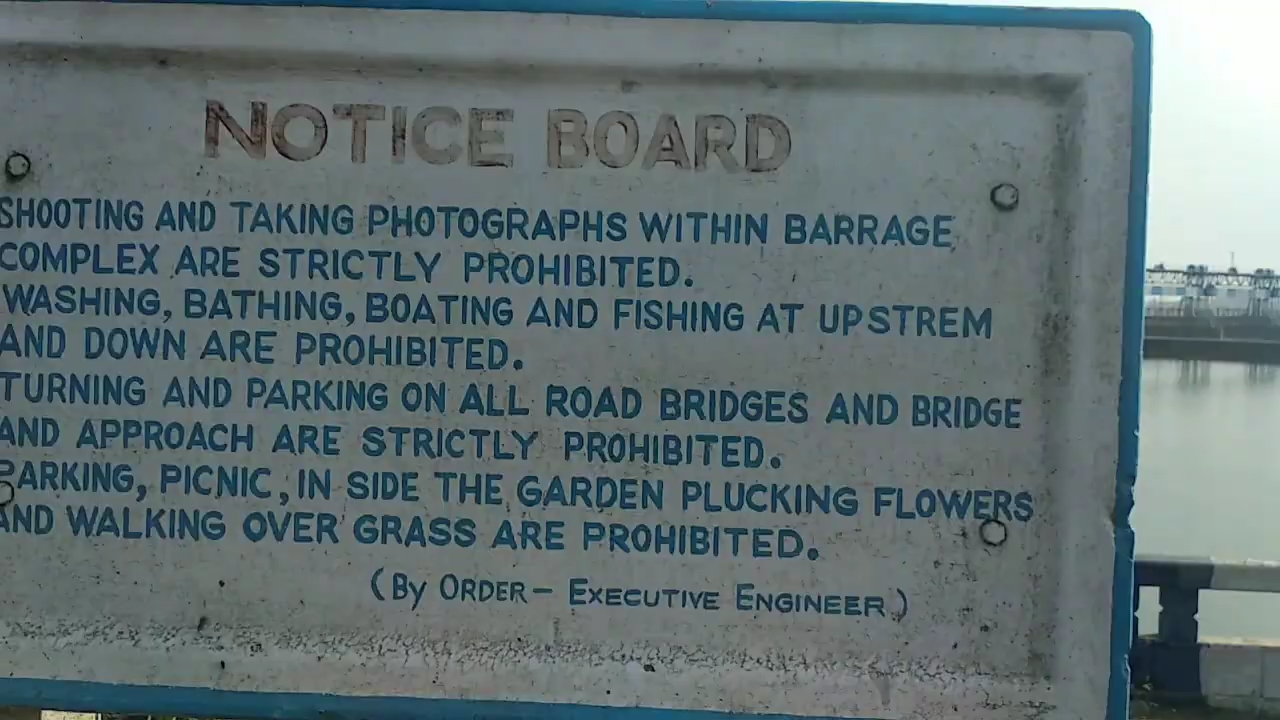 NOTICE BOARD
SHOOTING AND TAKING PHOTOGRAPHS WITHIN BARRAGE
COMPLEX ARE STRICTLY PROHIBITED.
WASHING, BATHING, BOATING AND FISHING AT UPSTREM
AND DOWN ARE PROHIBITED.
TURNING AND PARKING ON ALL ROAD BRIDGES AND BRIDGE
AND APPROACH ARE STRICTLY PROHIBITED.
PARKING, PICNIC, IN SIDE THE GARDEN PLUCKING FLOWERS
AND WALKING OVER GRASS ARE PROHIBITED.
(By ORDER- EXECUTIVE ENGINEER)